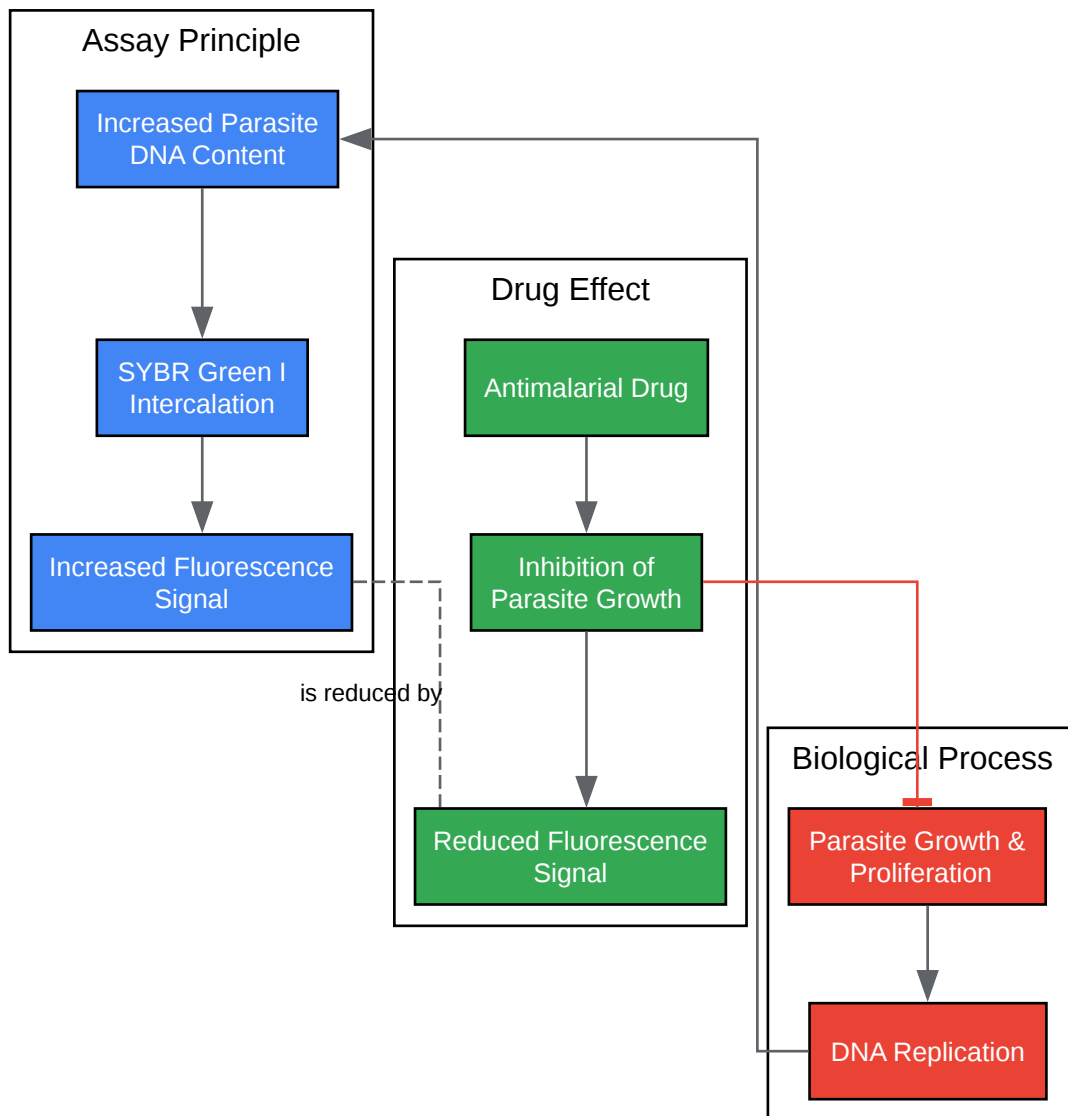 Assay Principle
Increased Parasite
DNA Content
SYBR Green I
Intercalation
Increased Fluorescence
Signal
is reduced by
Drug Effect
Antimalarial Drug
Inhibition of
Parasite Growth
Reduced Fluorescence
Signal
Biological Process
Parasite Growth &
Proliferation
DNA Replication